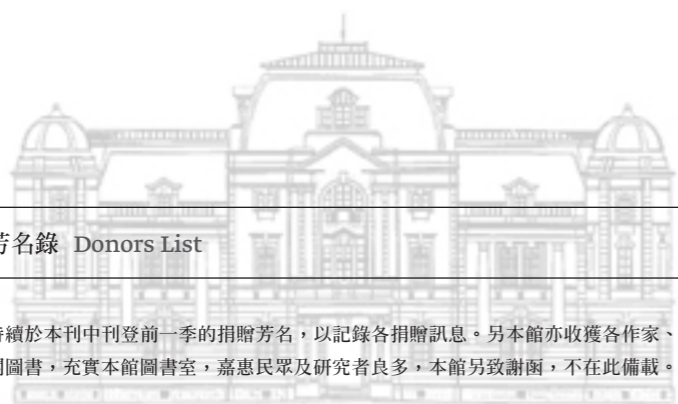 芳名錄 Donors List
持續於本刊中刊登前一季的捐贈芳名,以記錄各捐贈訊息。另本館亦收獲各作家、
圖書,充實本館圖書室,嘉惠民眾及研究者良多,本館另致謝函,不在此備載。